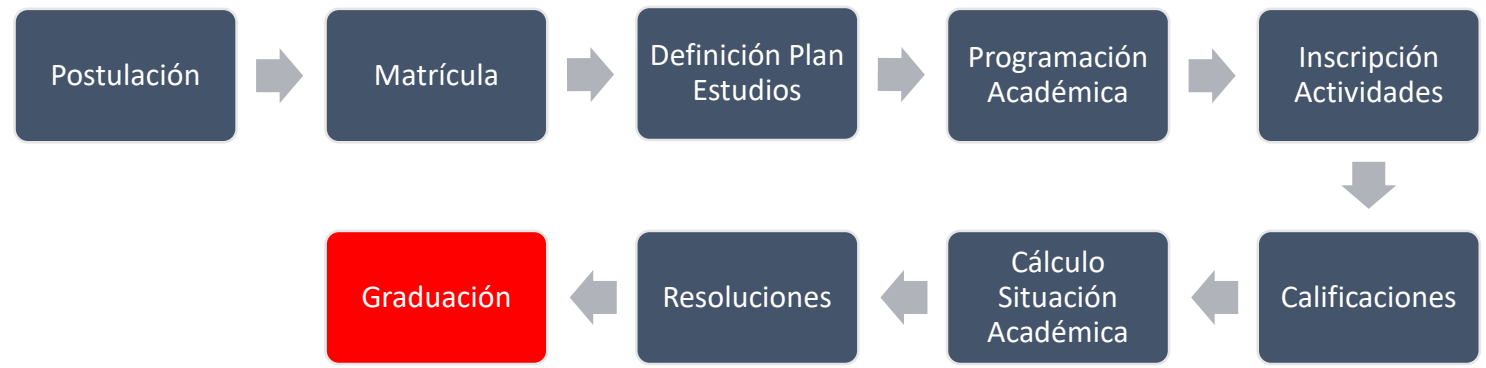 Postulación
Matrícula
Definición Plan
Estudios
Programación
Académica
Inscripción
Actividades
Calificaciones
Cálculo
Situación
Académica
Resoluciones
Graduación